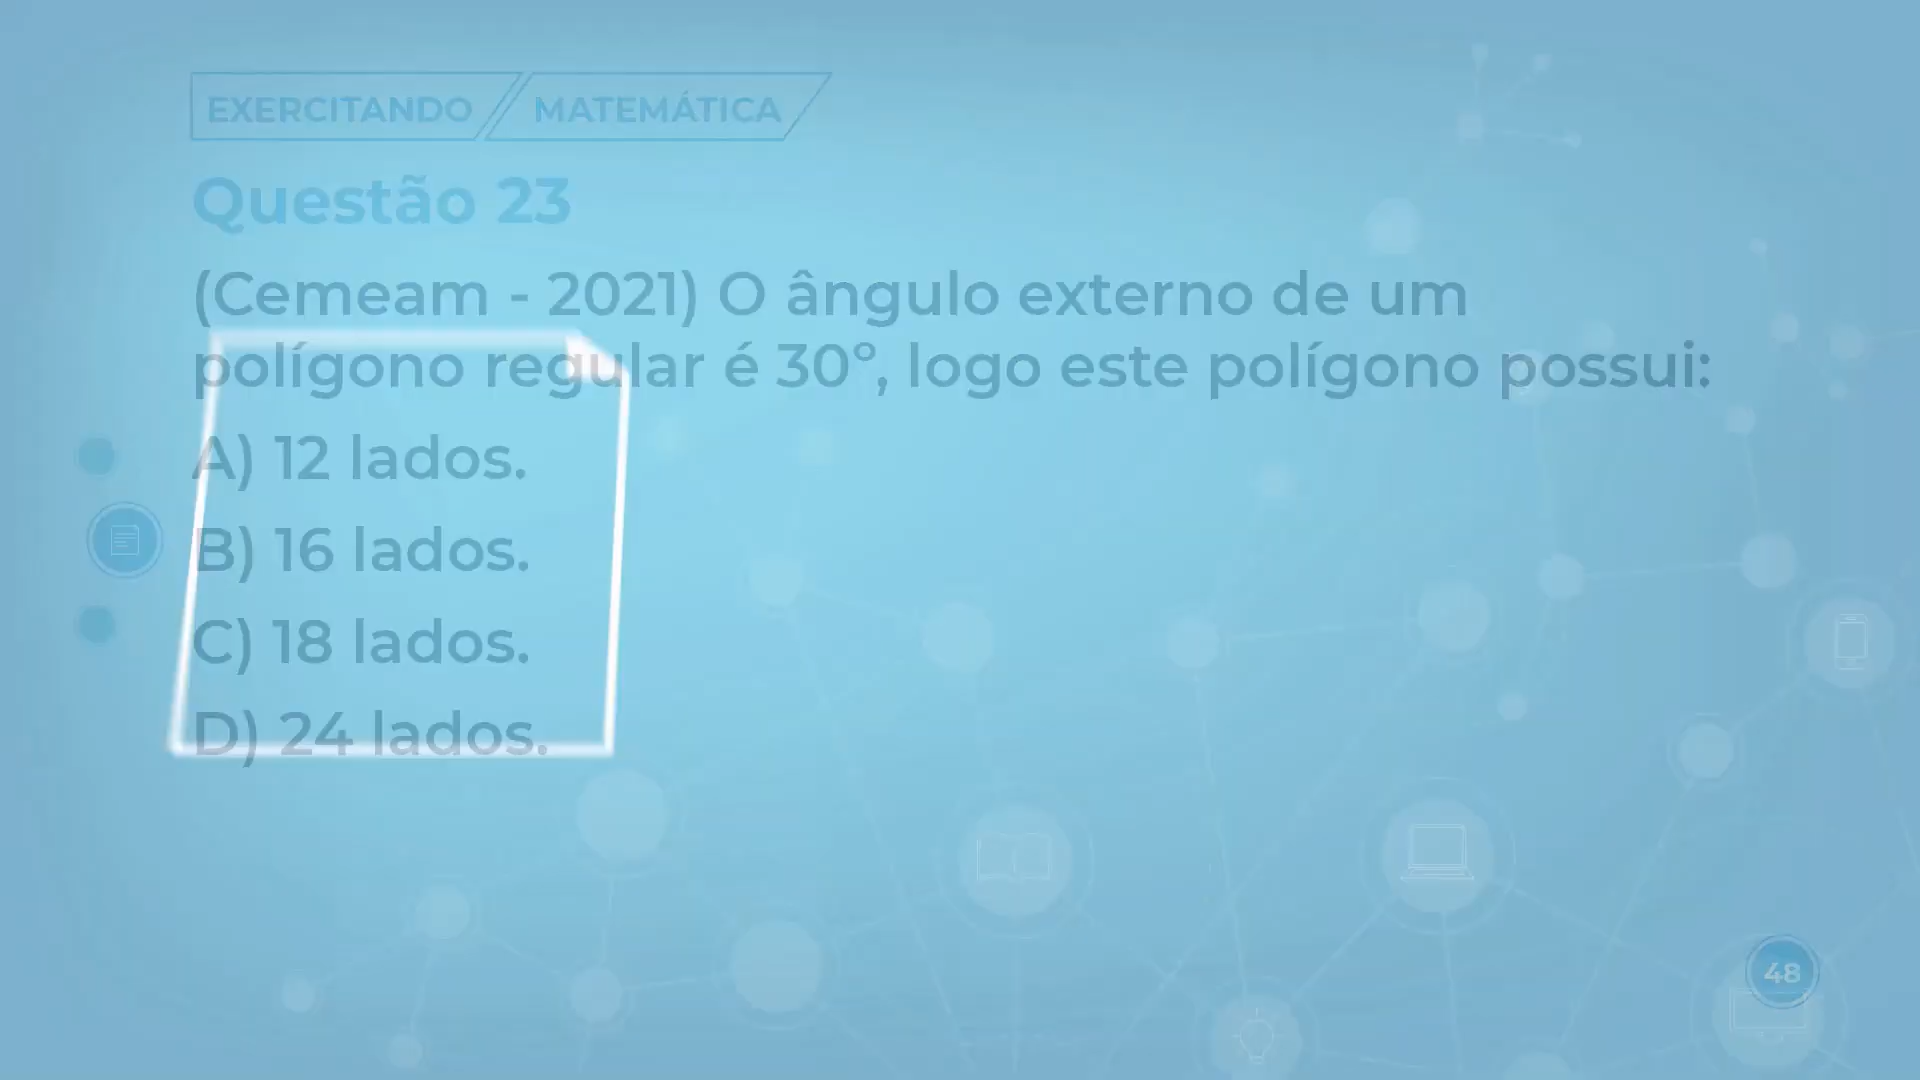 EXERCITANDO MATEMÁTICA
Questão 23
(Cemeam - 2021) O ângulo externo de um
polígono regular é 30º, logo este polígono possui:
A) 12 lados.
B) 16 lados.
C) 18 lados.
D) 24 lados.
48